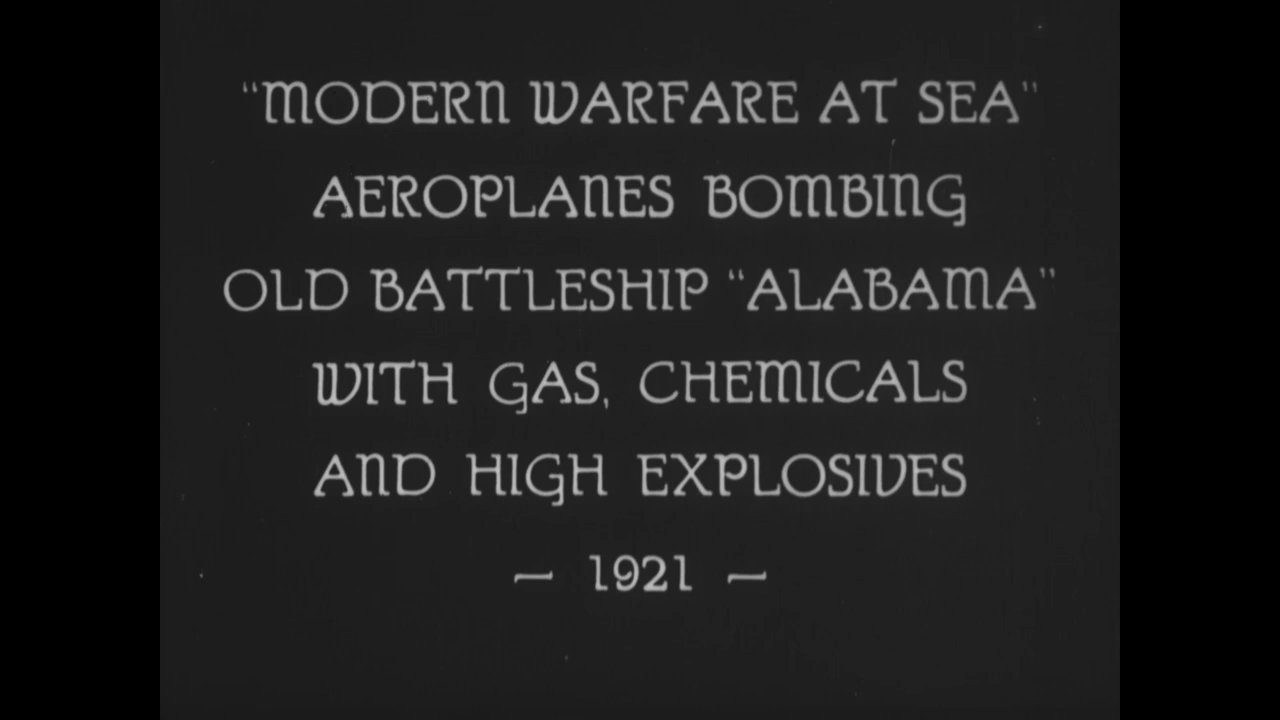 "MODERN WARFARE AT SEA"
AEROPLANES BOMBING
OLD BATTLESHIP "ALABAMA"
WITH GAS, CHEMICALS
AND HIGH EXPLOSIVES
— 1921 —